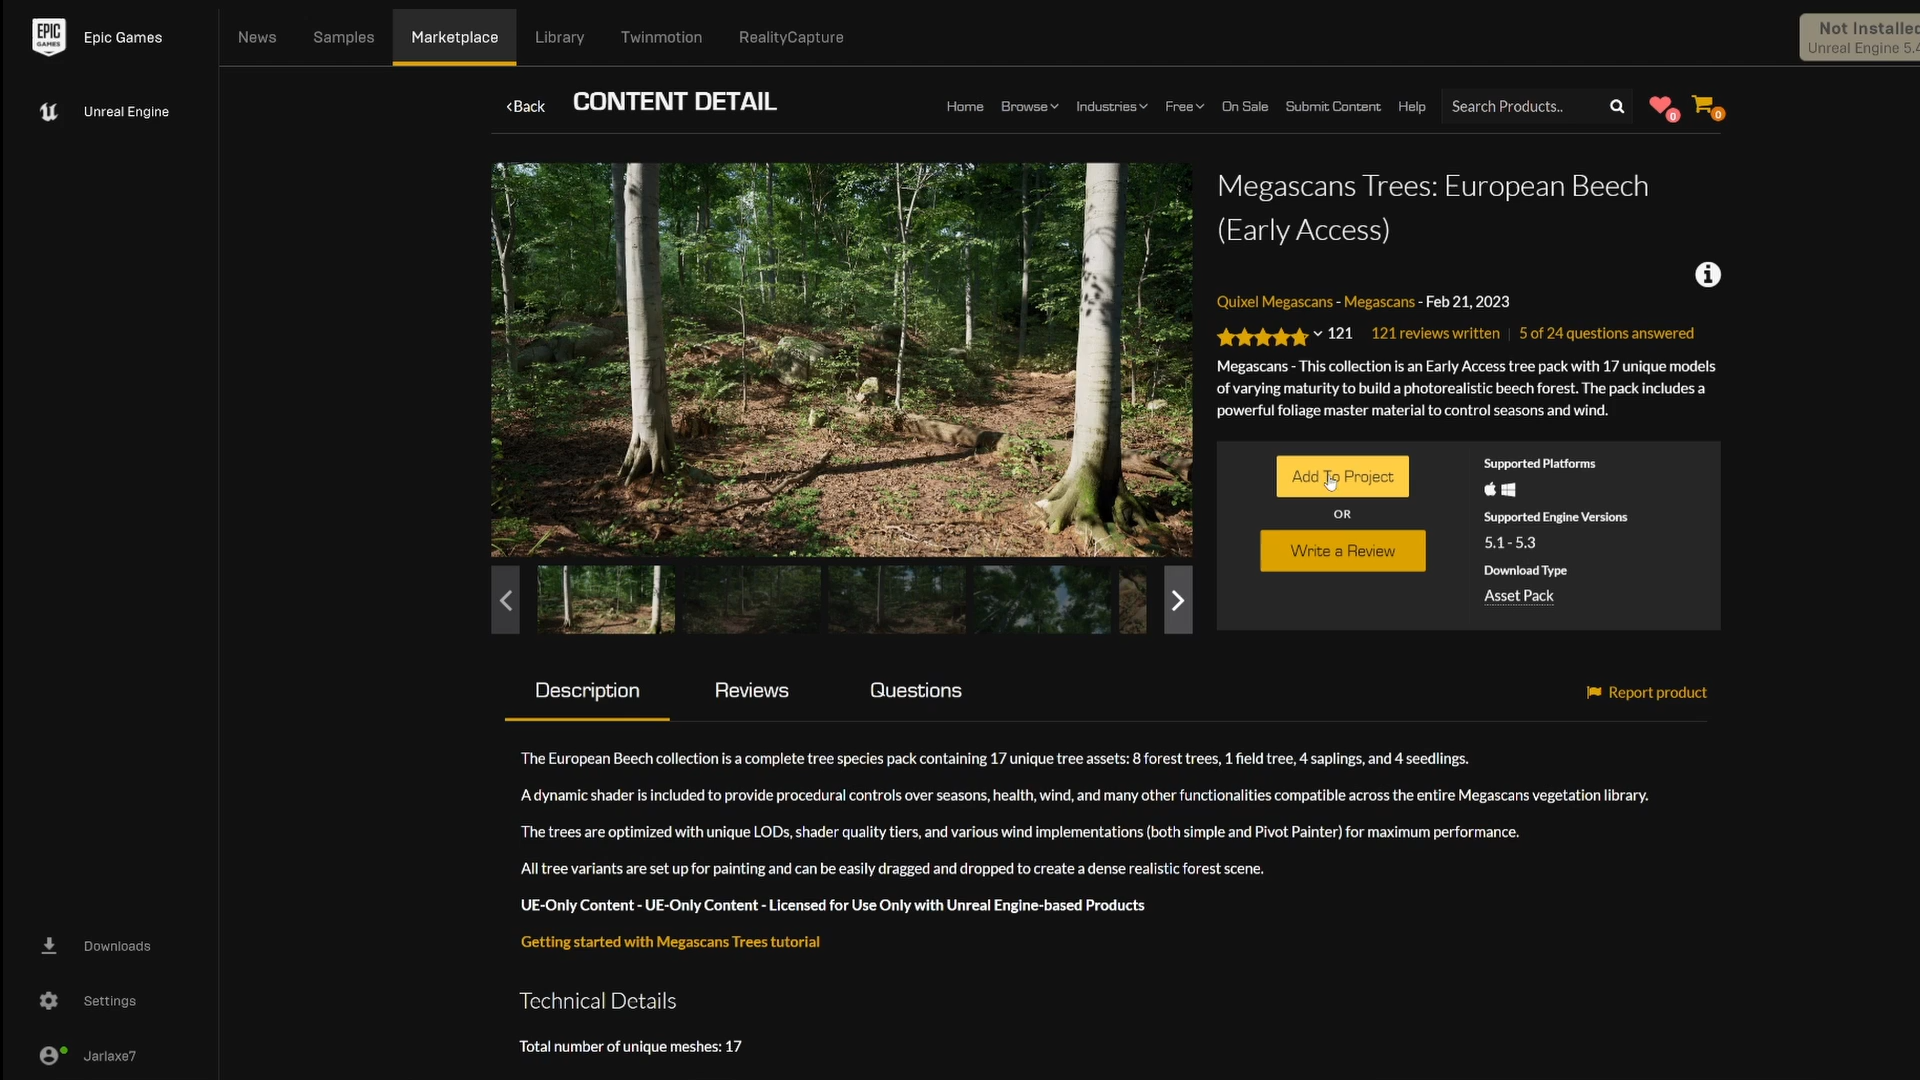 EPIC GAMES
Epic Games
News
Samples
Marketplace
Library
Twinmotion
RealityCapture
Not Installed
Unreal Engine 5.4
Unreal Engine
Back
CONTENT DETAIL
Home
Browse
Industries
Free
On Sale
Submit Content
Help
Search Products..
0
0
Megascans Trees: European Beech
(Early Access)
Quixel Megascans - Megascans - Feb 21, 2023
121
121 reviews written
5 of 24 questions answered
Megascans - This collection is an Early Access tree pack with 17 unique models
of varying maturity to build a photorealistic beech forest. The pack includes a
powerful foliage master material to control seasons and wind.
Add To Project
OR
Write a Review
Supported Platforms
Supported Engine Versions
5.1 - 5.3
Download Type
Asset Pack
Description
Reviews
Questions
Report product
The European Beech collection is a complete tree species pack containing 17 unique tree assets: 8 forest trees, 1 field tree, 4 saplings, and 4 seedlings.
A dynamic shader is included to provide procedural controls over seasons, health, wind, and many other functionalities compatible across the entire Megascans vegetation library.
The trees are optimized with unique LODs, shader quality tiers, and various wind implementations (both simple and Pivot Painter) for maximum performance.
All tree variants are set up for painting and can be easily dragged and dropped to create a dense realistic forest scene.
UE-Only Content - UE-Only Content - Licensed for Use Only with Unreal Engine-based Products
Getting started with Megascans Trees tutorial
Technical Details
Total number of unique meshes: 17
Downloads
Settings
Jarlaxe7